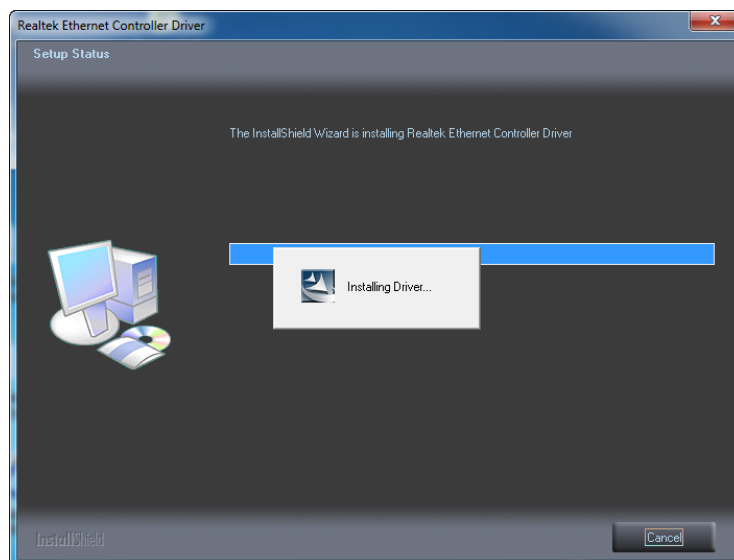 Realtek Ethernet Controller Driver
Setup Status
The InstallShield Wizard is installing Realtek Ethernet Controller Driver
Installing Driver...
InstallShield
Cancel